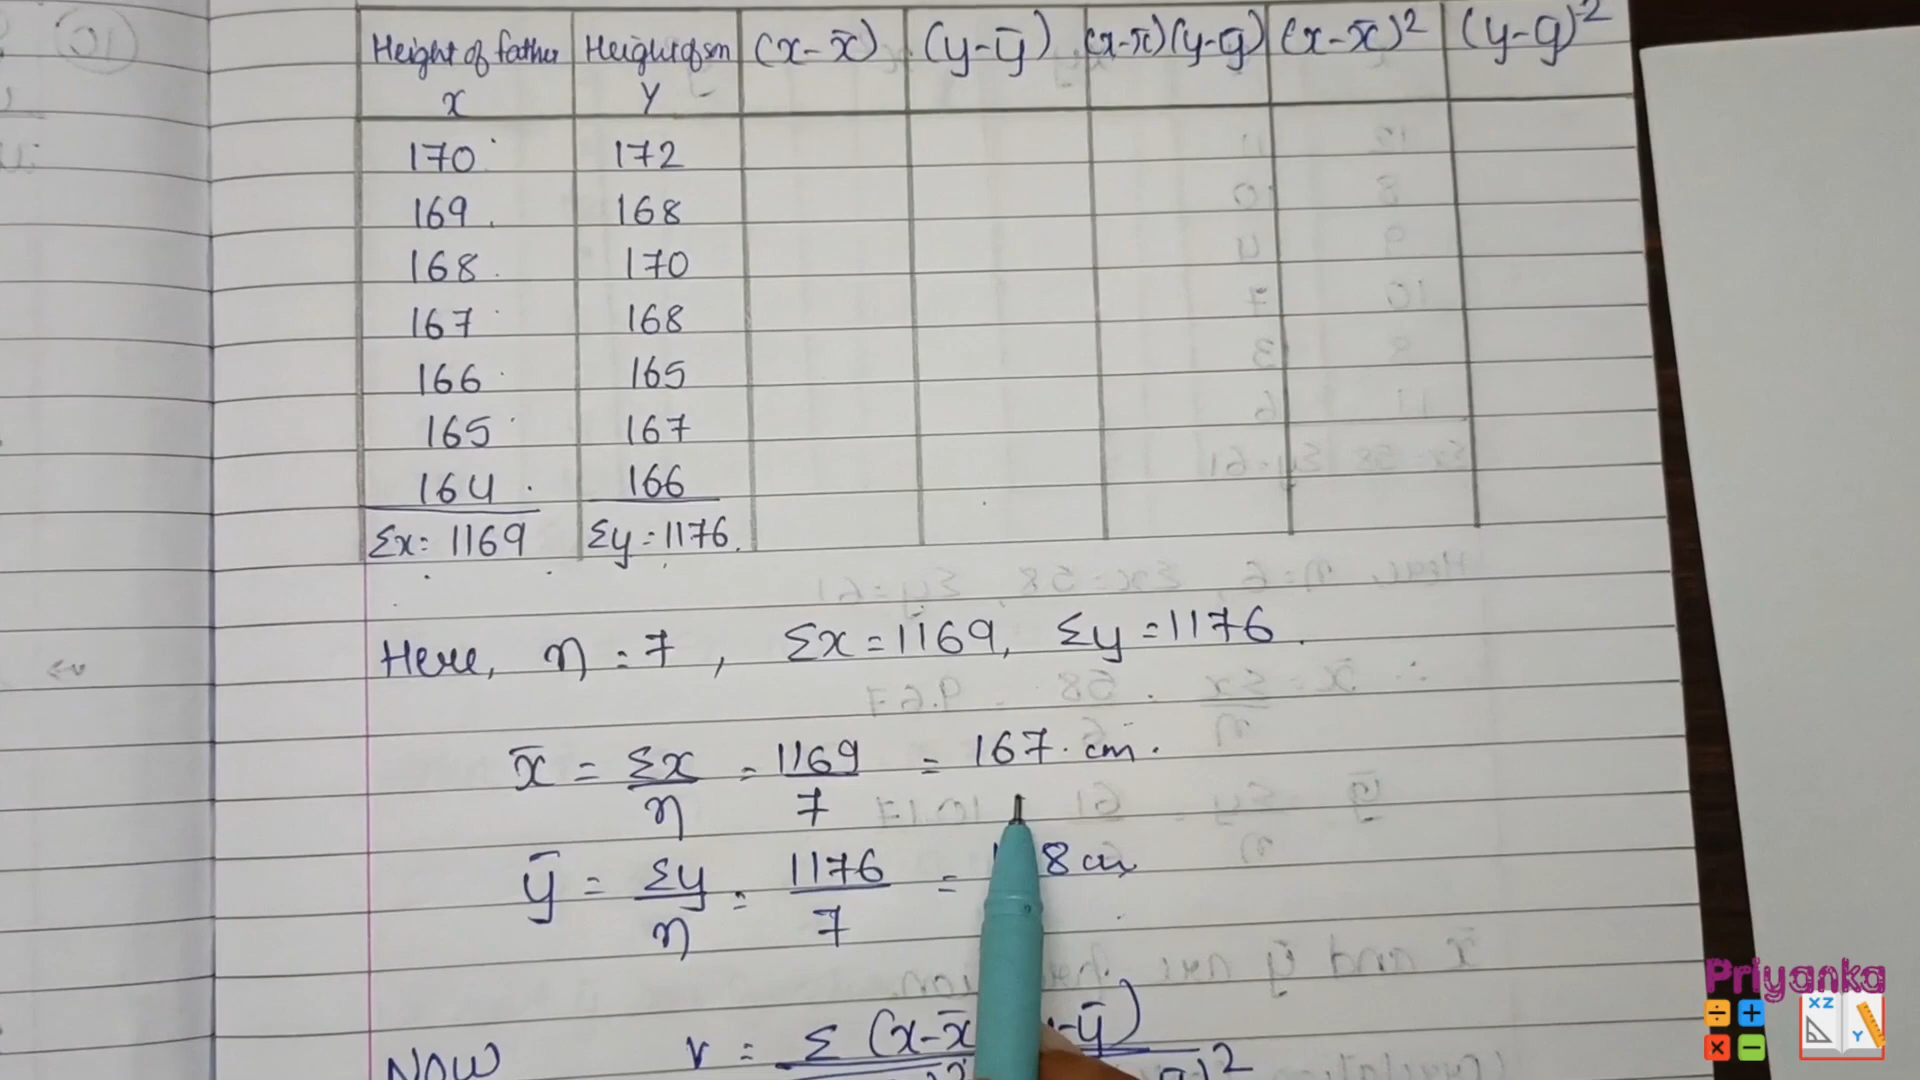 Height of father Height of son (x-x̄) (y-ȳ) (x-x̄)(y-ȳ) (x-x̄)² (y-ȳ)²
x y
170 172
169 168
168 170
167 168
166 165
165 167
164 166
Σx = 1169 Σy = 1176.
Here, n = 7, Σx = 1169, Σy = 1176.
x̄ = Σx/n = 1169/7 = 167 cm.
ȳ = Σy/n = 1176/7 = 8 cm
Now r = Σ(x-x̄ -ȳ)
Priyanka
XZ
Y